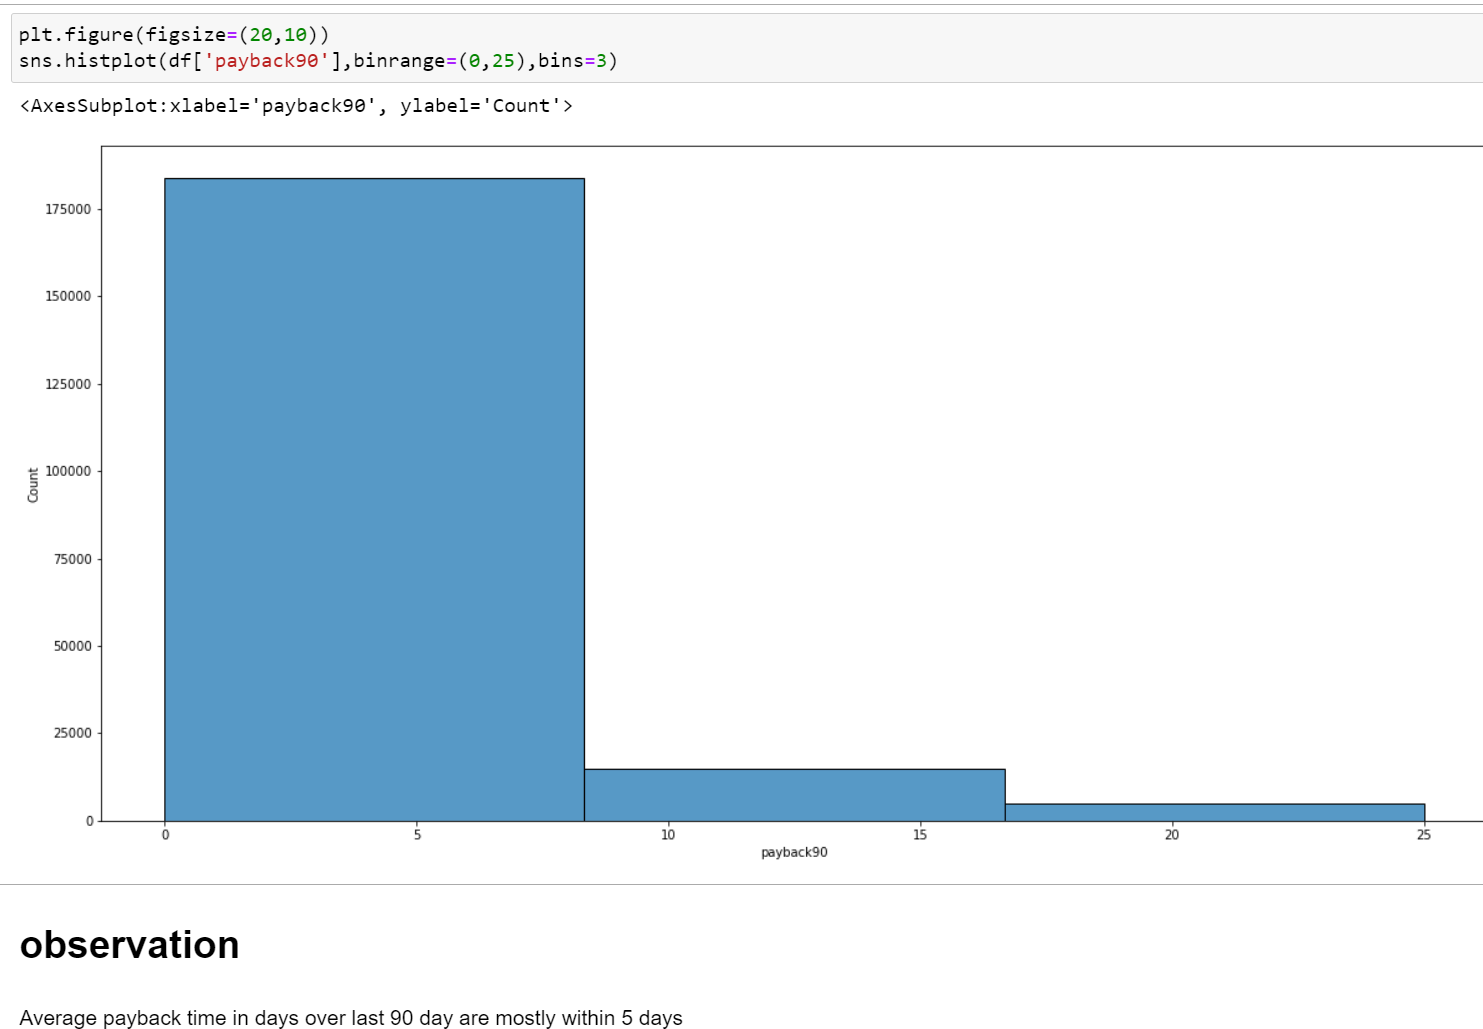 plt.figure(figsize=(20,10))
sns.histplot(df['payback90'],binrange=(0,25),bins=3)
<AxesSubplot:xlabel='payback90', ylabel='Count'>
175000
150000
125000
100000
75000
50000
25000
0
Count
0 5 10 15 20 25
payback90
observation
Average payback time in days over last 90 day are mostly within 5 days